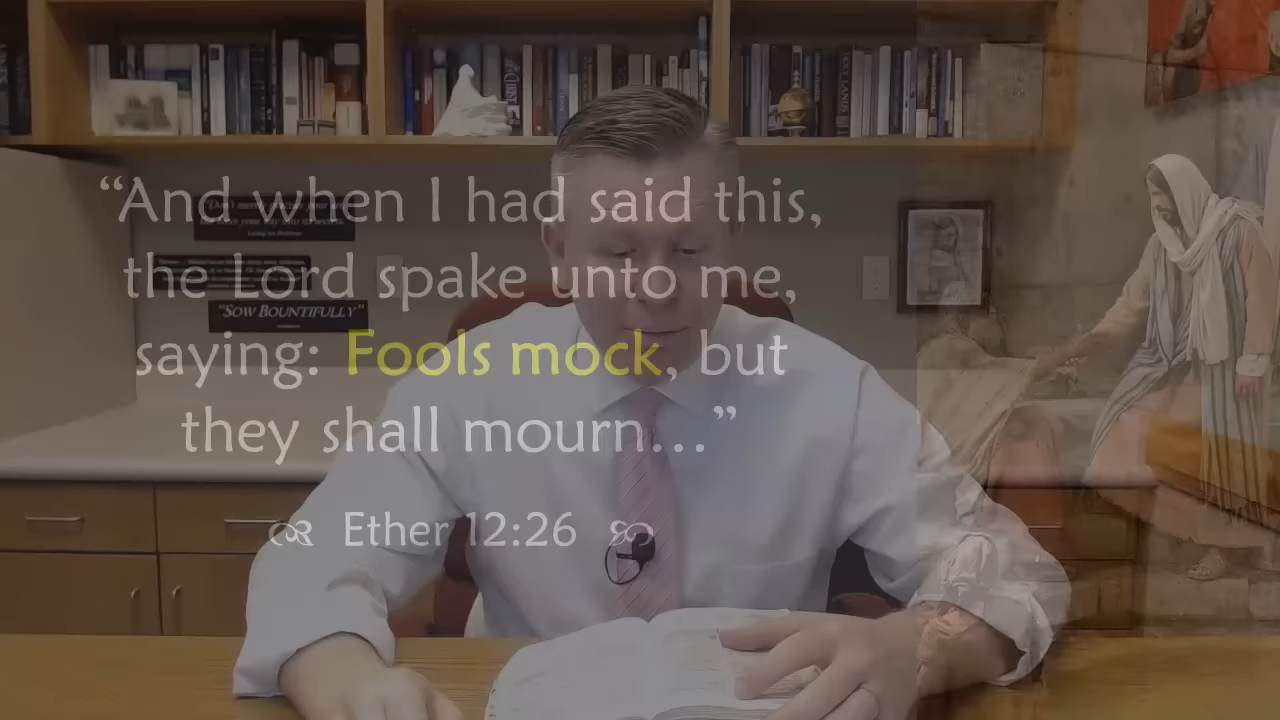 “And when I had said this,
the Lord spake unto me,
saying: Fools mock, but
they shall mourn…”
Ether 12:26
"SOW BOUNTIFULLY"